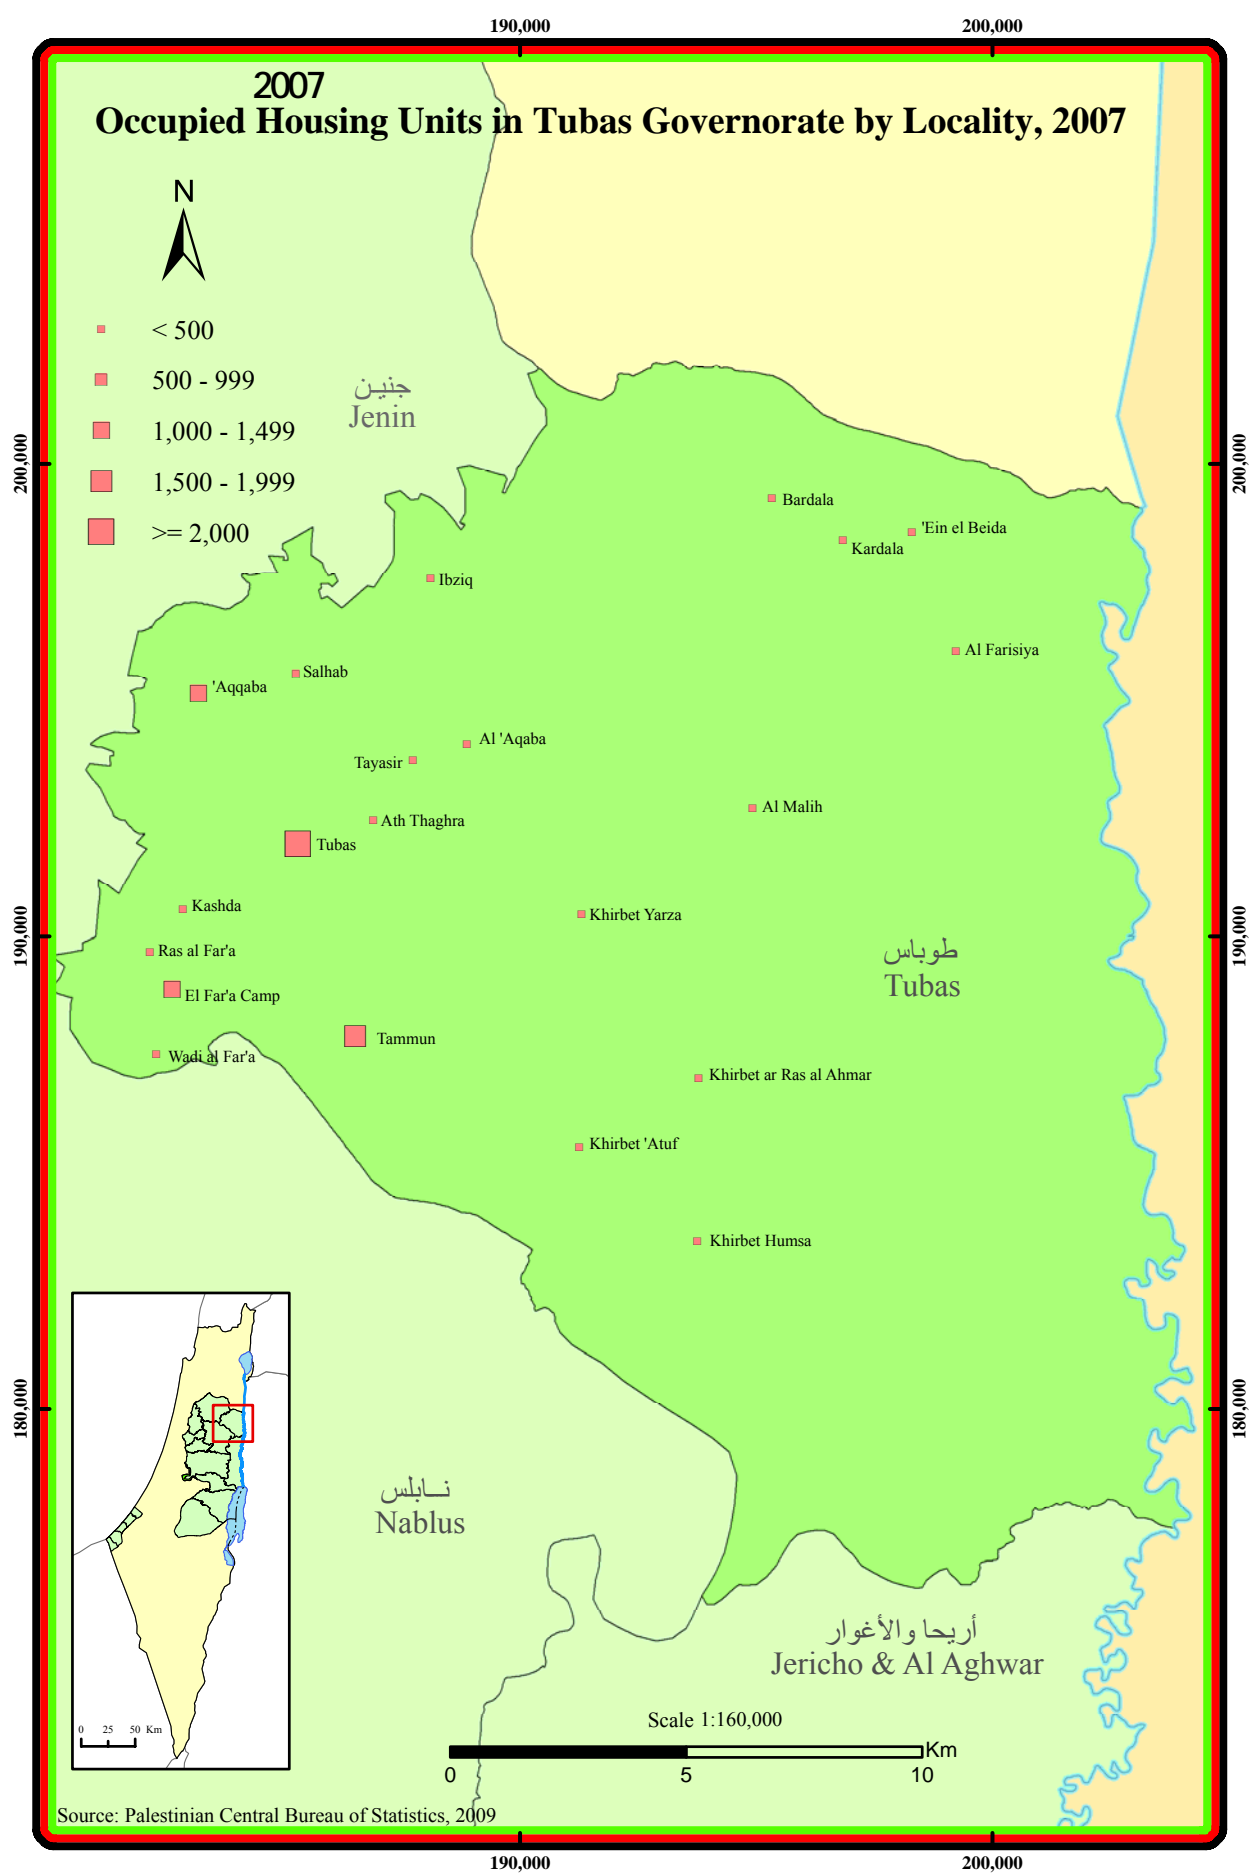 190,000
200,000
2007
Occupied Housing Units in Tubas Governorate by Locality, 2007
N
< 500
500 - 999
1,000 - 1,499
1,500 - 1,999
>= 2,000
جنين
Jenin
200,000
200,000
Bardala
'Ein el Beida
Kardala
Ibziq
Al Farisiya
Salhab
'Aqqaba
Al 'Aqaba
Tayasir
Al Malih
Ath Thaghra
Tubas
Kashda
Khirbet Yarza
190,000
190,000
Ras al Far'a
طوباس
Tubas
El Far'a Camp
Tammun
Wadi al Far'a
Khirbet ar Ras al Ahmar
Khirbet 'Atuf
Khirbet Humsa
180,000
180,000
نــابلس
Nablus
أريحا والأغوار
Jericho & Al Aghwar
0 25 50 Km
Scale 1:160,000
Km
0 5 10
Source: Palestinian Central Bureau of Statistics, 2009
190,000
200,000